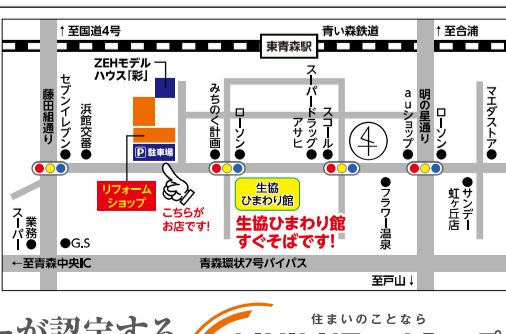 ↑至国道4号
青い森鉄道
↑至合浦
東青森駅
ZEHモデル
ハウス「彩」
藤田組通り
セブンイレブン
浜館交番
みちのく計画
ローソン
スーパードラッグ
アサヒ
スコール
auショップ
明の星通り
ローソン
マエダストア
P 駐車場
リフォーム
ショップ
こちらが
お店です!
生協
ひまわり館
生協ひまわり館
すぐそばです!
フラワー温泉
サンデー
虹ヶ丘店
業務
スーパー
G.S
←至青森中央IC
青森環状7号バイパス
至戸山↓
が認定する
住まいのことなら